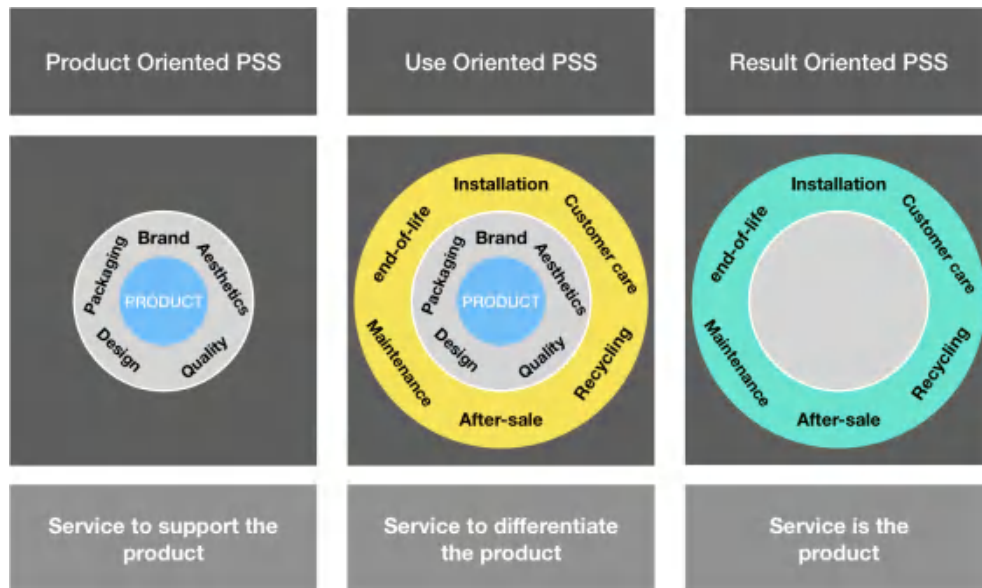 Product Oriented PSS
Use Oriented PSS
Result Oriented PSS
Brand
Aesthetics
Quality
Design
Packaging
PRODUCT
Installation
Customer care
Recycling
After-sale
Maintenance
end-of-life
Brand
Aesthetics
Quality
Design
Packaging
PRODUCT
Installation
Customer care
Recycling
After-sale
Maintenance
end-of-life
Service to support the
product
Service to differentiate
the product
Service is the
product